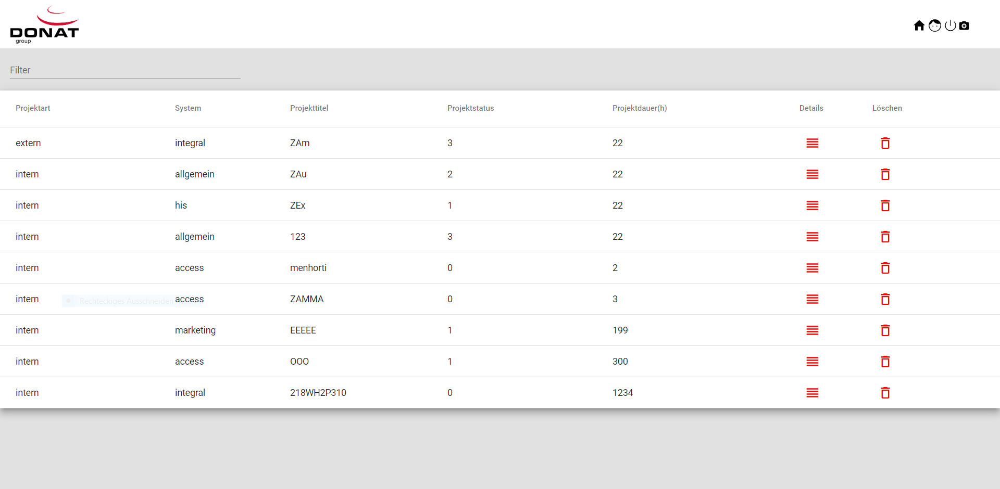 DONAT
group
Filter
Projektart System Projekttitel Projektstatus Projektdauer(h) Details Löschen
extern integral ZAm 3 22
intern allgemein ZAu 2 22
intern his ZEx 1 22
intern allgemein 123 3 22
intern access menhorti 0 2
intern Rechteckiges Ausschneiden access ZAMMA 0 3
intern marketing EEEEE 1 199
intern access OOO 1 300
intern integral 218WH2P310 0 1234